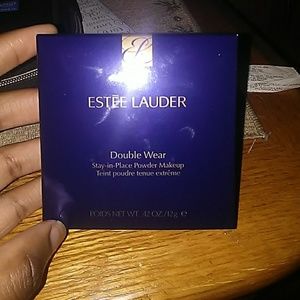 ESTĒE LAUDER
Double Wear
Stay-in-Place Powder Makeup
Teint poudre tenue extrême
POIDS NET WT. .42 OZ./12g ℮